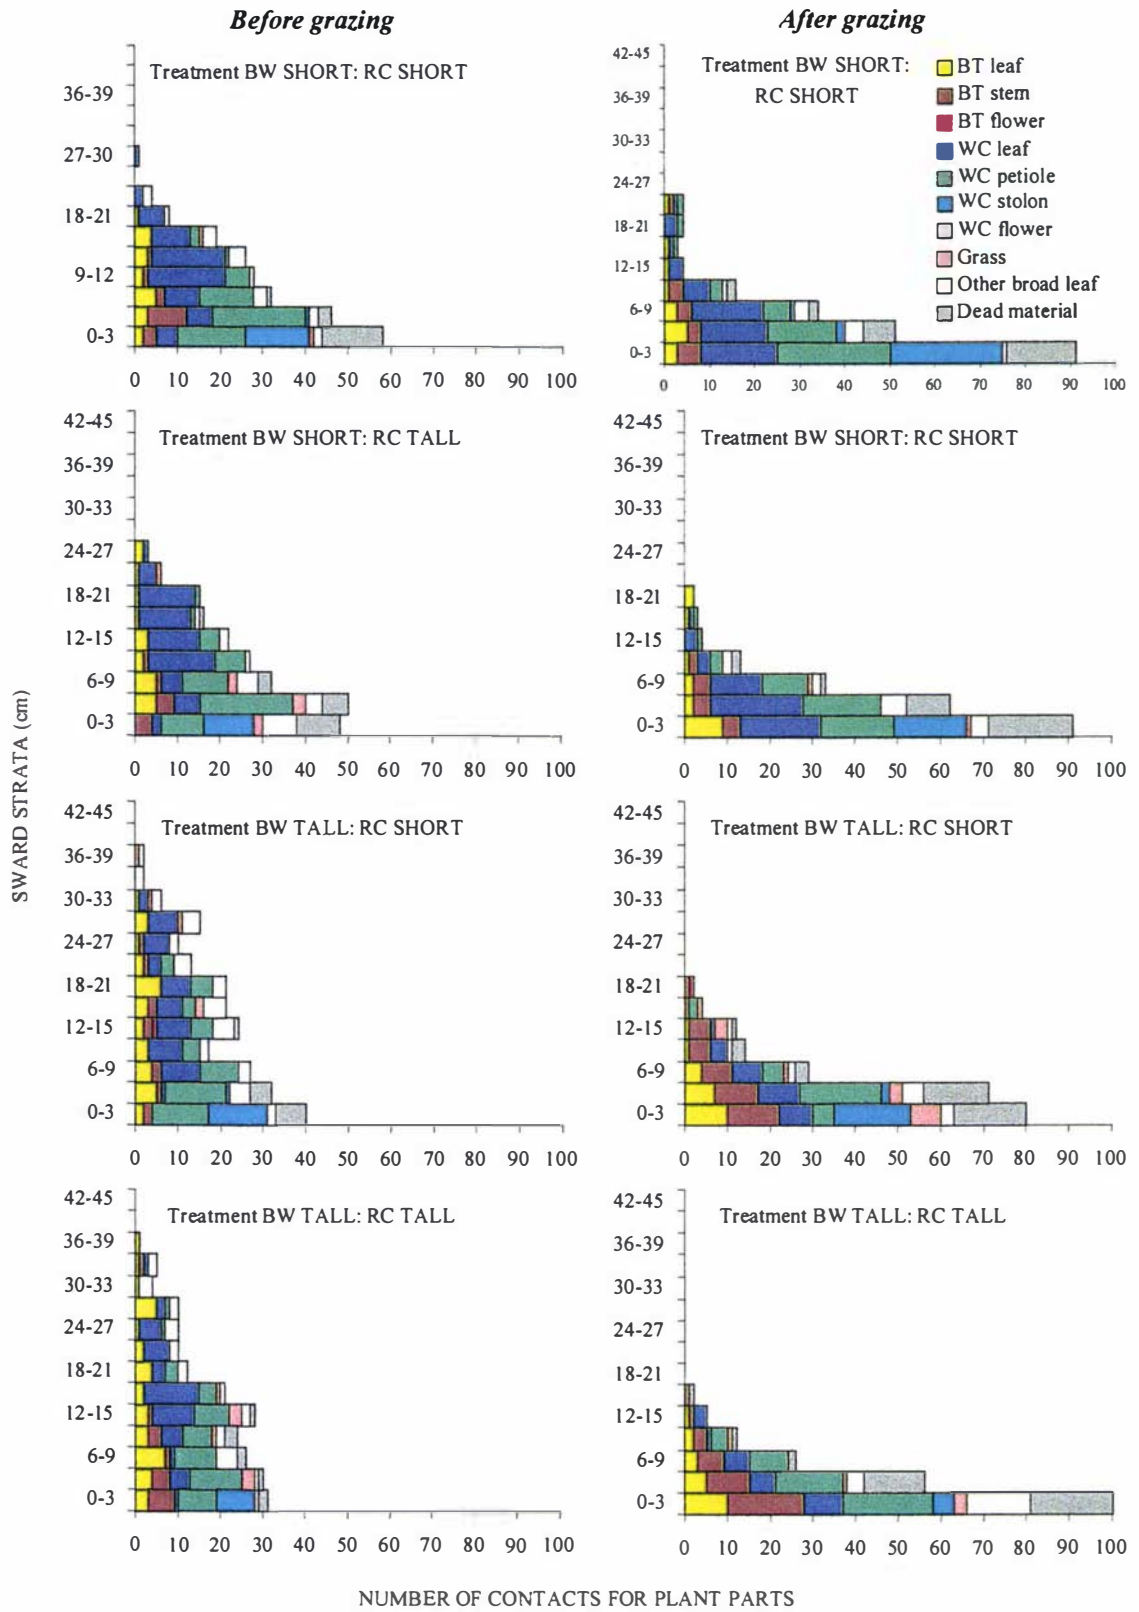 Before grazing
After grazing
Treatment BW SHORT: RC SHORT
36-39
27-30
18-21
9-12
0-3
0 10 20 30 40 50 60 70 80 90 100
Treatment BW SHORT:
RC SHORT
42-45
36-39
30-33
24-27
18-21
12-15
6-9
0-3
0 10 20 30 40 50 60 70 80 90 100
BT leaf
BT stem
BT flower
WC leaf
WC petiole
WC stolon
WC flower
Grass
Other broad leaf
Dead material
Treatment BW SHORT: RC TALL
42-45
36-39
30-33
24-27
18-21
12-15
6-9
0-3
0 10 20 30 40 50 60 70 80 90 100
Treatment BW SHORT: RC SHORT
42-45
36-39
30-33
24-27
18-21
12-15
6-9
0-3
0 10 20 30 40 50 60 70 80 90 100
SWARD STRATA (cm)
Treatment BW TALL: RC SHORT
42-45
36-39
30-33
24-27
18-21
12-15
6-9
0-3
0 10 20 30 40 50 60 70 80 90 100
Treatment BW TALL: RC SHORT
42-45
36-39
30-33
24-27
18-21
12-15
6-9
0-3
0 10 20 30 40 50 60 70 80 90 100
Treatment BW TALL: RC TALL
42-45
36-39
30-33
24-27
18-21
12-15
6-9
0-3
0 10 20 30 40 50 60 70 80 90 100
Treatment BW TALL: RC TALL
42-45
36-39
30-33
24-27
18-21
12-15
6-9
0-3
0 10 20 30 40 50 60 70 80 90 100
NUMBER OF CONTACTS FOR PLANT PARTS